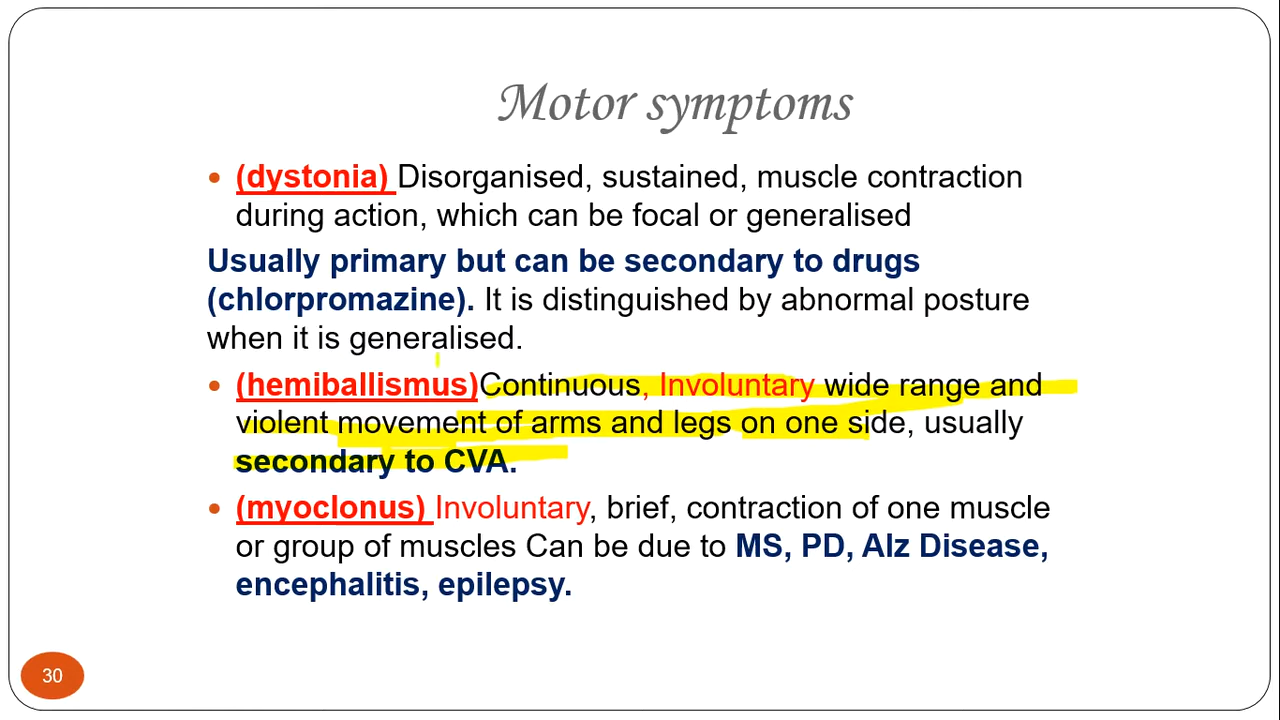 Motor symptoms
• (dystonia) Disorganised, sustained, muscle contraction
during action, which can be focal or generalised
Usually primary but can be secondary to drugs
(chlorpromazine). It is distinguished by abnormal posture
when it is generalised.
• (hemiballismus)Continuous, Involuntary wide range and
violent movement of arms and legs on one side, usually
secondary to CVA.
• (myoclonus) Involuntary, brief, contraction of one muscle
or group of muscles Can be due to MS, PD, Alz Disease,
encephalitis, epilepsy.
30